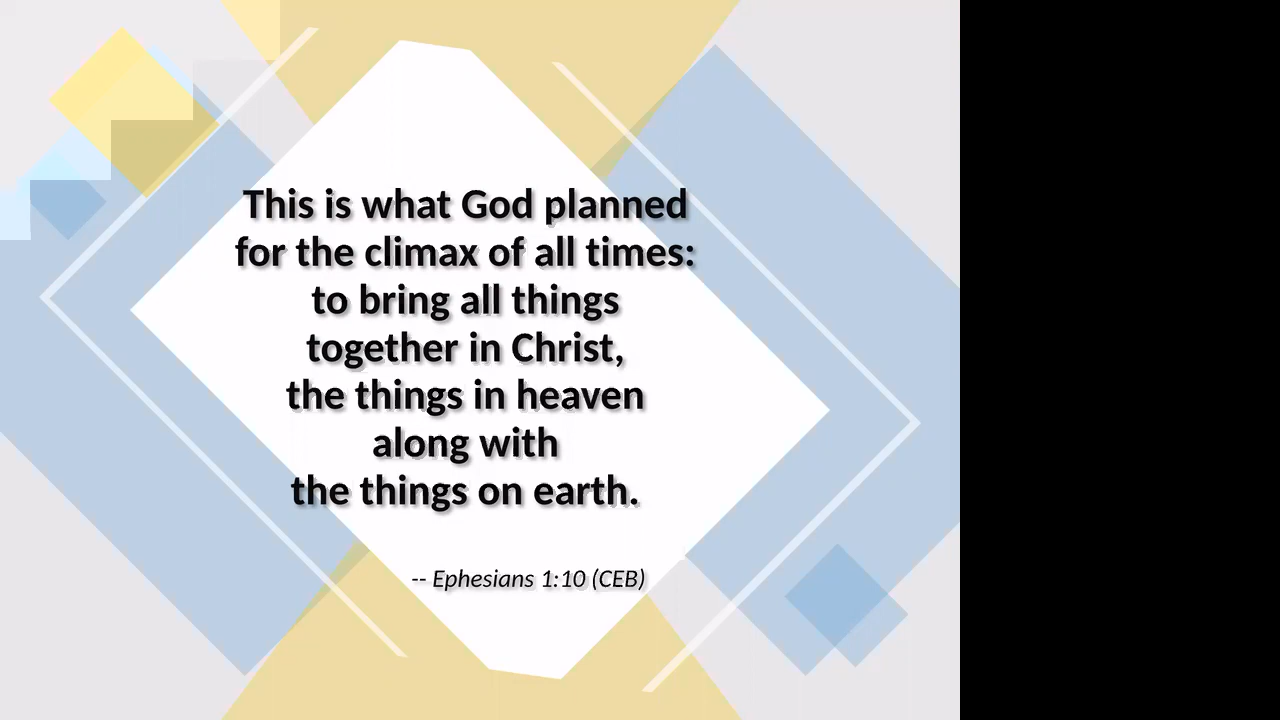 This is what God planned
for the climax of all times:
to bring all things
together in Christ,
the things in heaven
along with
the things on earth.
-- Ephesians 1:10 (CEB)